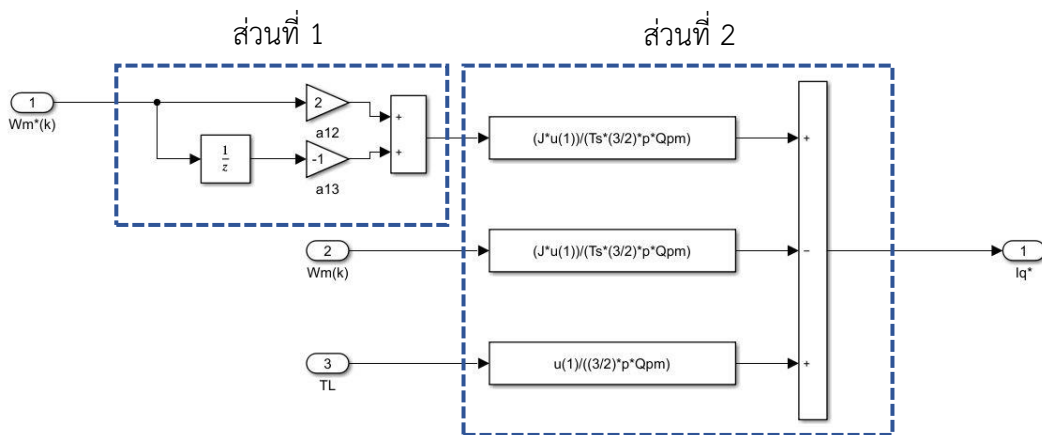 ส่วนที่ 1
ส่วนที่ 2
1
Wm*(k)
2
a12
+
+
1
z
-1
a13
(J*u(1))/(Ts*(3/2)*p*Qpm)
+
2
Wm(k)
(J*u(1))/(Ts*(3/2)*p*Qpm)
−
1
Iq*
3
TL
u(1)/((3/2)*p*Qpm)
+